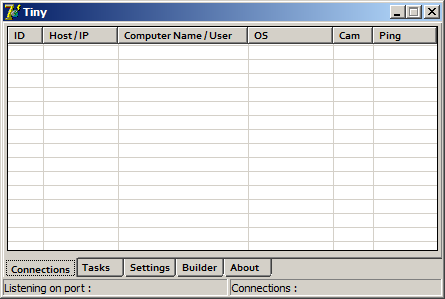 Tiny
ID Host / IP Computer Name / User OS Cam Ping
Connections Tasks Settings Builder About
Listening on port : Connections :